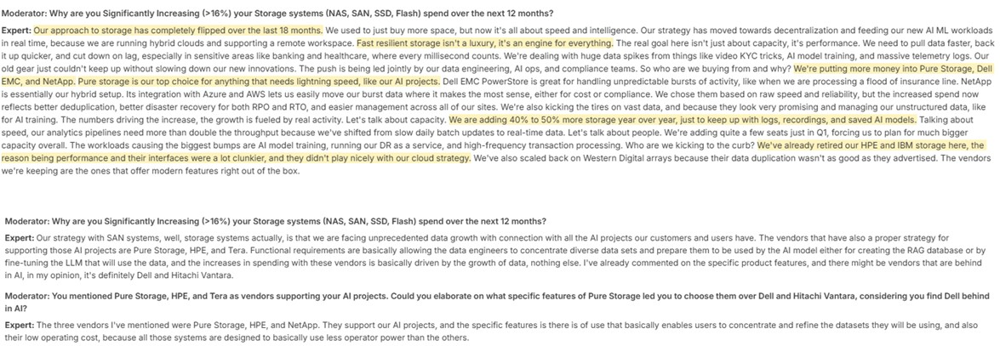 Moderator: Why are you Significantly Increasing (>16%) your Storage systems (NAS, SAN, SSD, Flash) spend over the next 12 months?
Expert: Our approach to storage has completely flipped over the last 18 months. We used to just buy more space, but now it's all about speed and intelligence. Our strategy has moved towards decentralization and feeding our new AI ML workloads
in real time, because we are running hybrid clouds and supporting a remote workspace. Fast resilient storage isn't a luxury, it's an engine for everything. The real goal here isn't just about capacity, it's performance. We need to pull data faster, back
it up quicker, and cut down on lag, especially in sensitive areas like banking and healthcare, where every millisecond counts. We're dealing with huge data spikes from things like video KYC tricks, AI model training, and massive telemetry logs. Our
old gear just couldn't keep up without slowing down our new innovations. The push is being led jointly by our data engineering, AI ops, and compliance teams. So who are we buying from and why? We're putting more money into Pure Storage, Dell
EMC, and NetApp. Pure storage is our top choice for anything that needs lightning speed, like our AI projects. Dell EMC PowerStore is great for handling unpredictable bursts of activity, like when we are processing a flood of insurance line. NetApp
is essentially our hybrid setup. Its integration with Azure and AWS lets us easily move our burst data where it makes the most sense, either for cost or compliance. We chose them based on raw speed and reliability, but the increased spend now
reflects better deduplication, better disaster recovery for both RPO and RTO, and easier management across all of our sites. We're also kicking the tires on vast data, and because they look very promising and managing our unstructured data, like
for AI training. The numbers driving the increase, the growth is fueled by real activity. Let's talk about capacity. We are adding 40% to 50% more storage year over year, just to keep up with logs, recordings, and saved AI models. Talking about
speed, our analytics pipelines need more than double the throughput because we've shifted from slow daily batch updates to real-time data. Let's talk about people. We're adding quite a few seats just in Q1, forcing us to plan for much bigger
capacity overall. The workloads causing the biggest bumps are AI model training, running our DR as a service, and high-frequency transaction processing. Who are we kicking to the curb? We've already retired our HPE and IBM storage here, the
reason being performance and their interfaces were a lot clunkier, and they didn't play nicely with our cloud strategy. We've also scaled back on Western Digital arrays because their data duplication wasn't as good as they advertised. The vendors
we're keeping are the ones that offer modern features right out of the box.
Moderator: Why are you Significantly Increasing (>16%) your Storage systems (NAS, SAN, SSD, Flash) spend over the next 12 months?
Expert: Our strategy with SAN systems, well, storage systems actually, is that we are facing unprecedented data growth with connection with all the AI projects our customers and users have. The vendors that have also a proper strategy for
supporting those AI projects are Pure Storage, HPE, and Tera. Functional requirements are basically allowing the data engineers to concentrate diverse data sets and prepare them to be used by the AI model either for creating the RAG database or by
fine-tuning the LLM that will use the data, and the increases in spending with these vendors is basically driven by the growth of data, nothing else. I've already commented on the specific product features, and there might be vendors that are behind
in AI, in my opinion, it's definitely Dell and Hitachi Vantara.
Moderator: You mentioned Pure Storage, HPE, and Tera as vendors supporting your AI projects. Could you elaborate on what specific features of Pure Storage led you to choose them over Dell and Hitachi Vantara, considering you find Dell behind
in AI?
Expert: The three vendors I've mentioned were Pure Storage, HPE, and NetApp. They support our AI projects, and the specific features is there is of use that basically enables users to concentrate and refine the datasets they will be using, and also
their low operating cost, because all those systems are designed to basically use less operator power than the others.